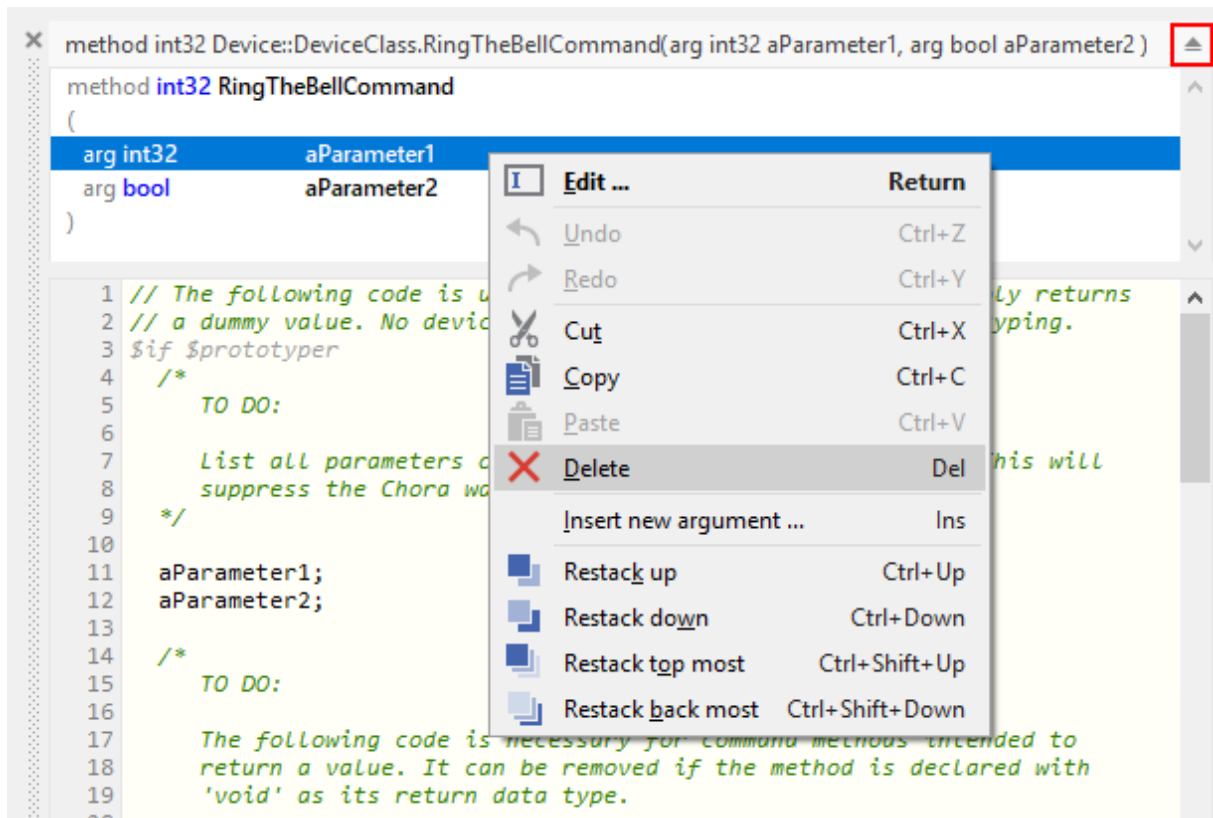 method int32 Device::DeviceClass.RingTheBellCommand(arg int32 aParameter1, arg bool aParameter2 )
method int32 RingTheBellCommand
(
arg int32 aParameter1
arg bool aParameter2
)
Edit ... Return
Undo Ctrl+Z
Redo Ctrl+Y
Cut Ctrl+X
Copy Ctrl+C
Paste Ctrl+V
Delete Del
Insert new argument ... Ins
Restack up Ctrl+Up
Restack down Ctrl+Down
Restack top most Ctrl+Shift+Up
Restack back most Ctrl+Shift+Down
1 // The following code is returns
2 // a dummy value. No
3 $if $prototyper
4 /*
5 TO DO:
6
7 List all parameters will
8 suppress the Chora
9 */
10
11 aParameter1;
12 aParameter2;
13
14 /*
15 TO DO:
16
17 The following code is necessary for command methods intended to
18 return a value. It can be removed if the method is declared with
19 'void' as its return data type.